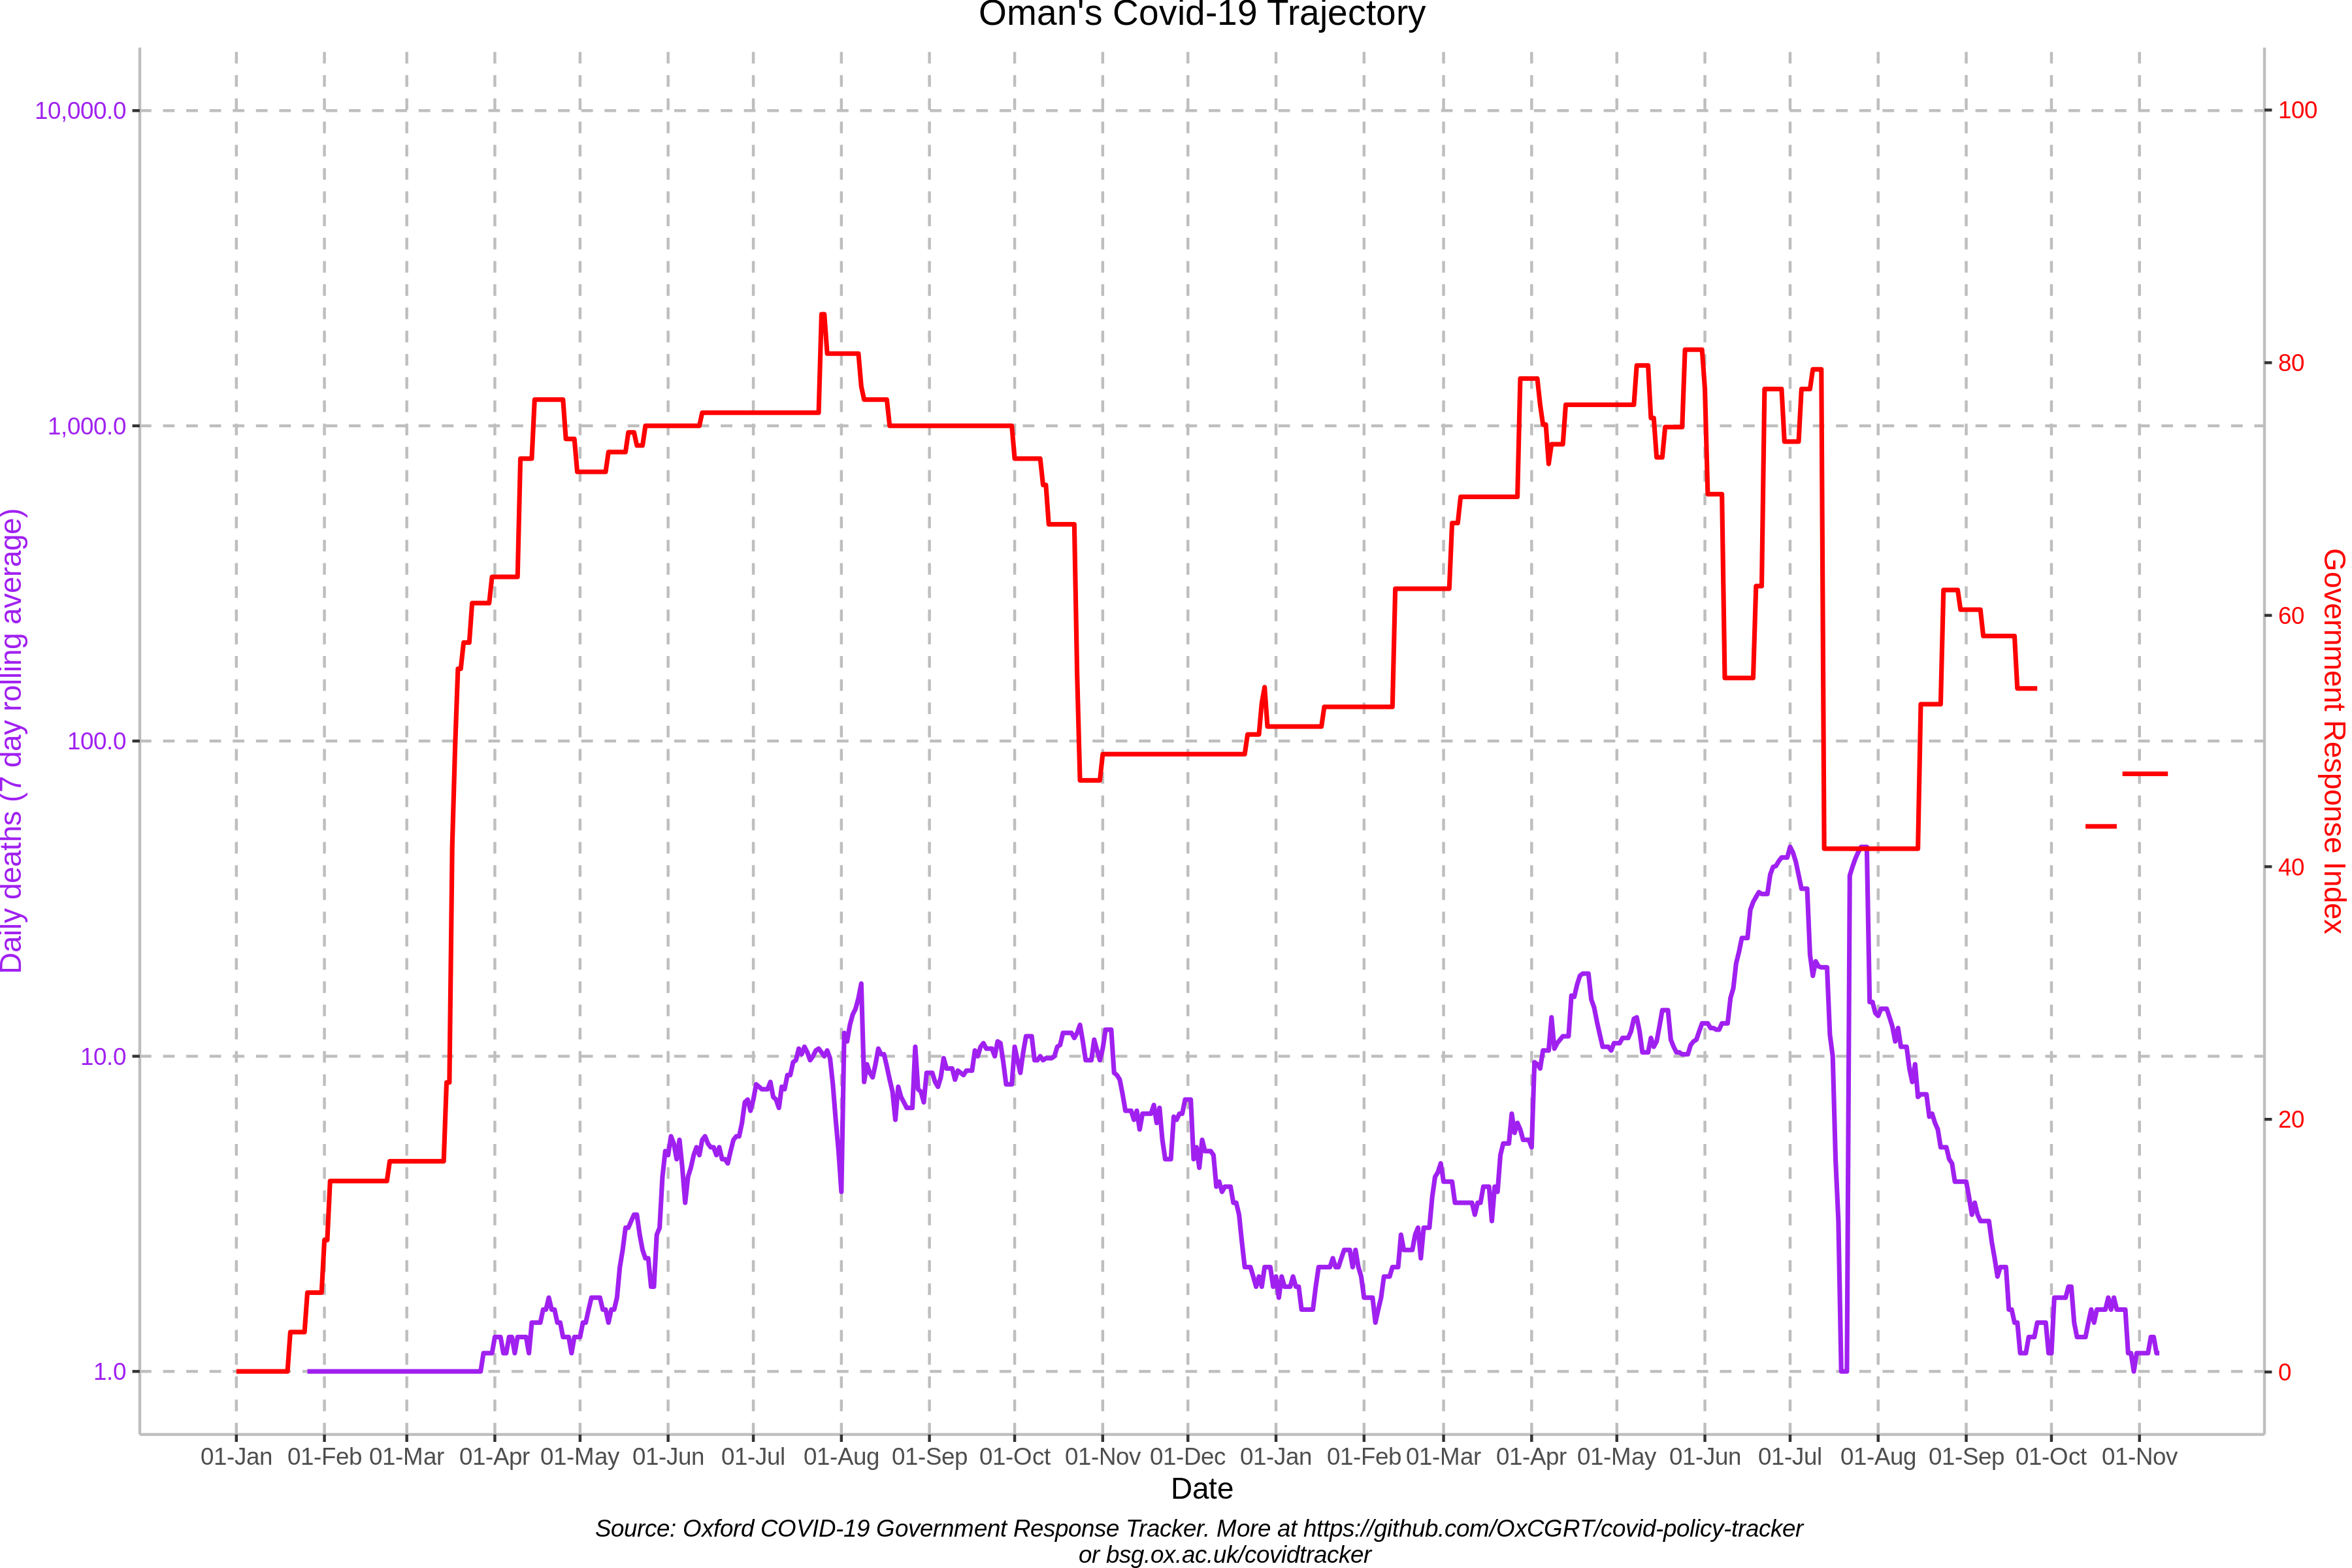 Oman's Covid-19 Trajectory
10,000.0
1,000.0
100.0
10.0
1.0
Daily deaths (7 day rolling average)
100
80
60
40
20
0
Government Response Index
01-Jan 01-Feb 01-Mar 01-Apr 01-May 01-Jun 01-Jul 01-Aug 01-Sep 01-Oct 01-Nov 01-Dec 01-Jan 01-Feb 01-Mar 01-Apr 01-May 01-Jun 01-Jul 01-Aug 01-Sep 01-Oct 01-Nov
Date
Source: Oxford COVID-19 Government Response Tracker. More at https://github.com/OxCGRT/covid-policy-tracker
or bsg.ox.ac.uk/covidtracker